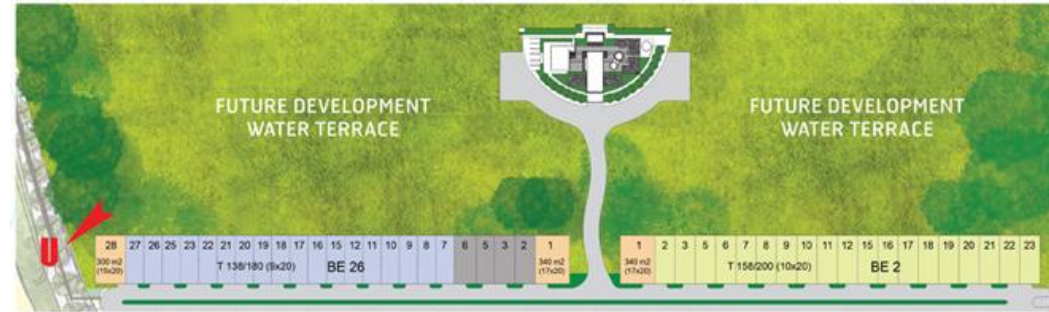 FUTURE DEVELOPMENT
WATER TERRACE
FUTURE DEVELOPMENT
WATER TERRACE
U
28 27 26 25 23 22 21 20 19 18 17 16 15 12 11 10 9 8 7 6 5 3 2 1
300 m2
(15x20)
T 138/180 (9x20)
BE 26
340 m2
(17x20)
1 2 3 5 6 7 8 9 10 11 12 15 16 17 18 19 20 21 22 23
340 m2
(17x20)
T 158/200 (10x20)
BE 2